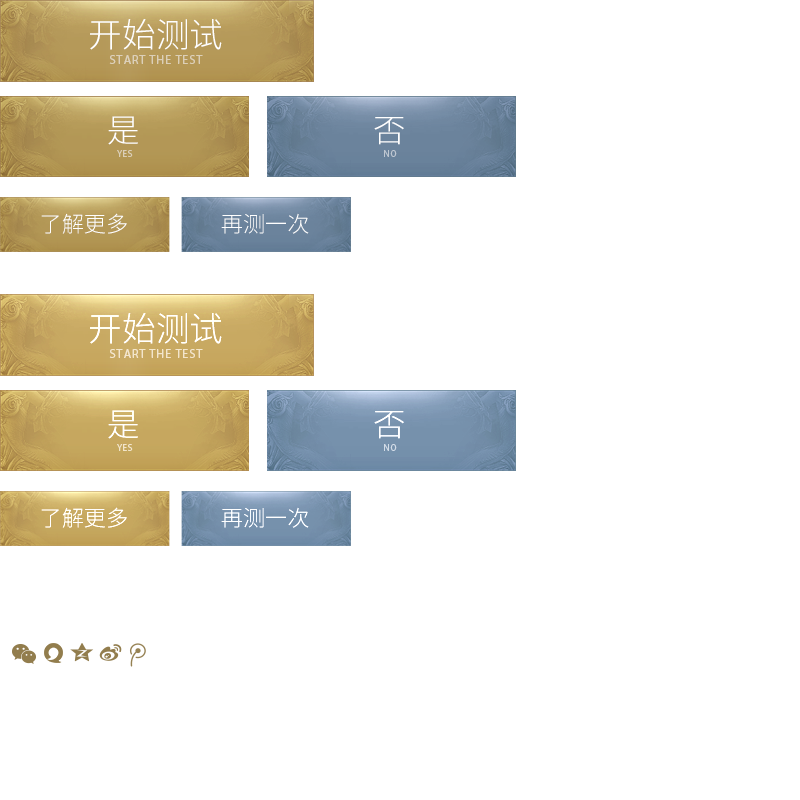 开始测试
START THE TEST
是
YES
否
NO
了解更多
再测一次
开始测试
START THE TEST
是
YES
否
NO
了解更多
再测一次